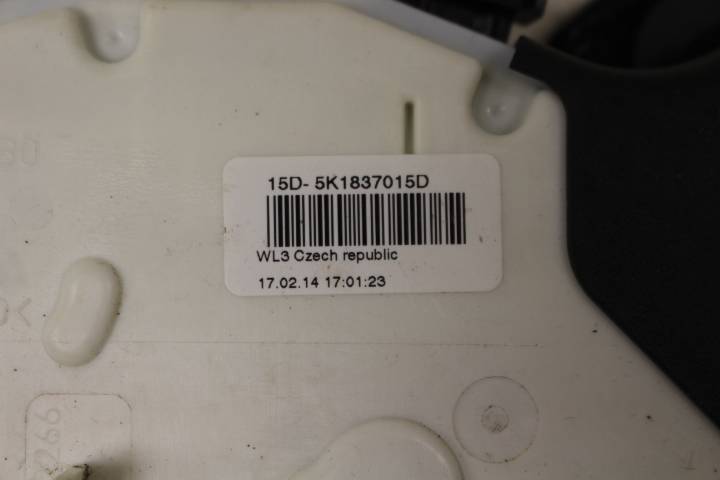 15D- 5K1837015D
WL3 Czech republic
17.02.14 17:01:23